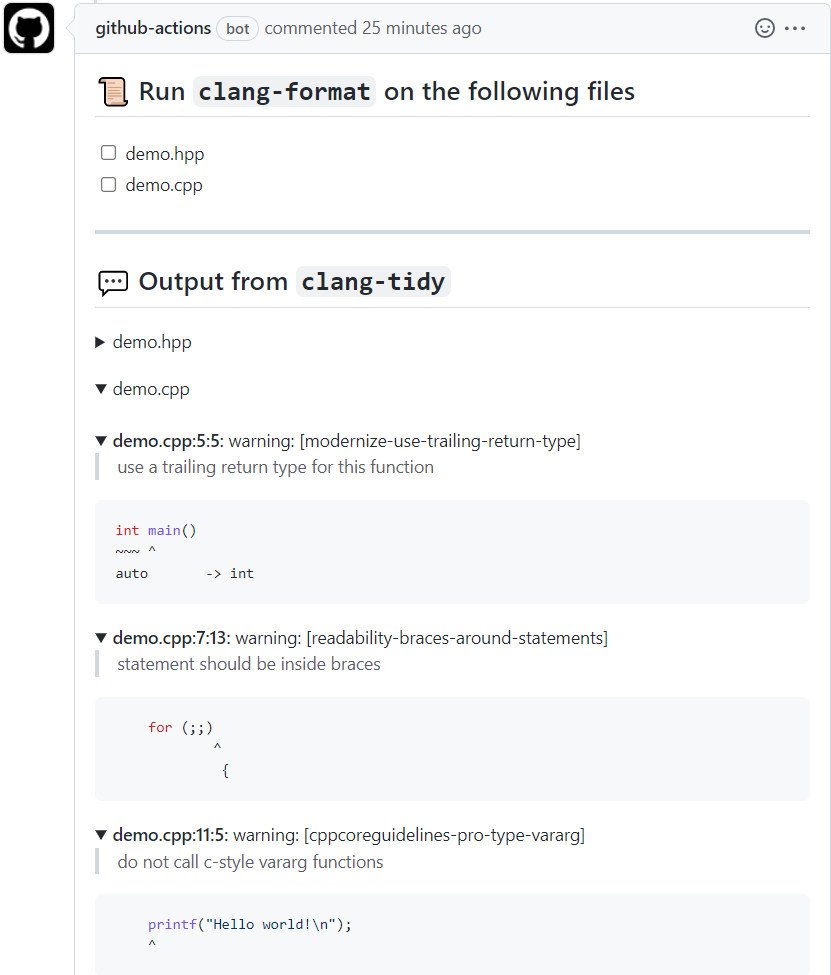 github-actions bot commented 25 minutes ago
Run clang-format on the following files
demo.hpp
demo.cpp
Output from clang-tidy
demo.hpp
demo.cpp
demo.cpp:5:5: warning: [modernize-use-trailing-return-type]
use a trailing return type for this function
int main()
~~~ ^
auto       -> int
demo.cpp:7:13: warning: [readability-braces-around-statements]
statement should be inside braces
    for (;;)
            ^
             {
demo.cpp:11:5: warning: [cppcoreguidelines-pro-type-vararg]
do not call c-style vararg functions
    printf("Hello world!\n");
    ^